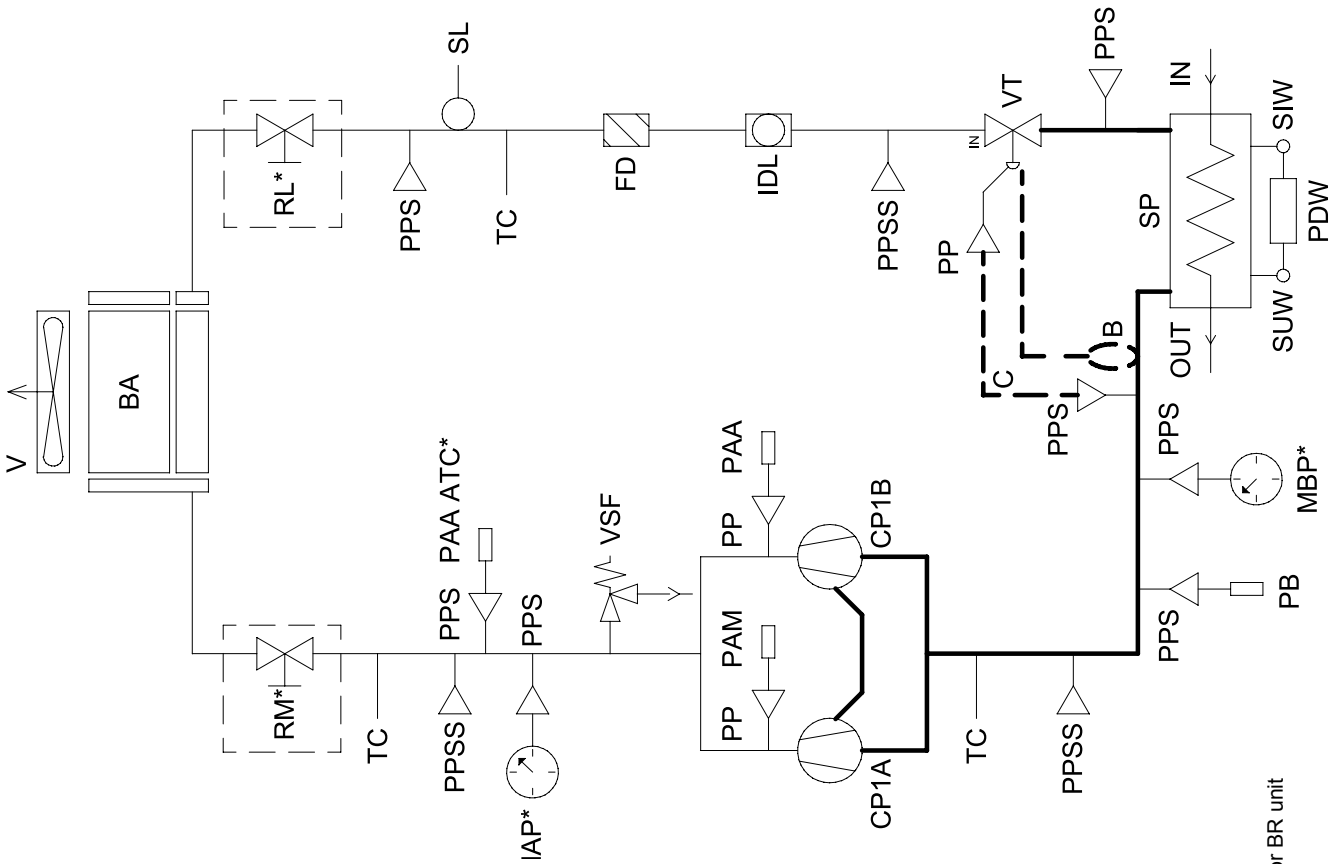 V
BA
RM*
RL*
TC
PPS
PPSS
PPS
PAA ATC*
SL
TC
IAP*
PPS
VSF
FD
PP
PAM
PP
PAA
IDL
CP1A
CP1B
PPSS
PP
IN
TC
C
VT
PPSS
PPS
PPS
B
SP
PPS
PPS
OUT
IN
or BR unit
PB
SUW
SIW
MBP*
PDW